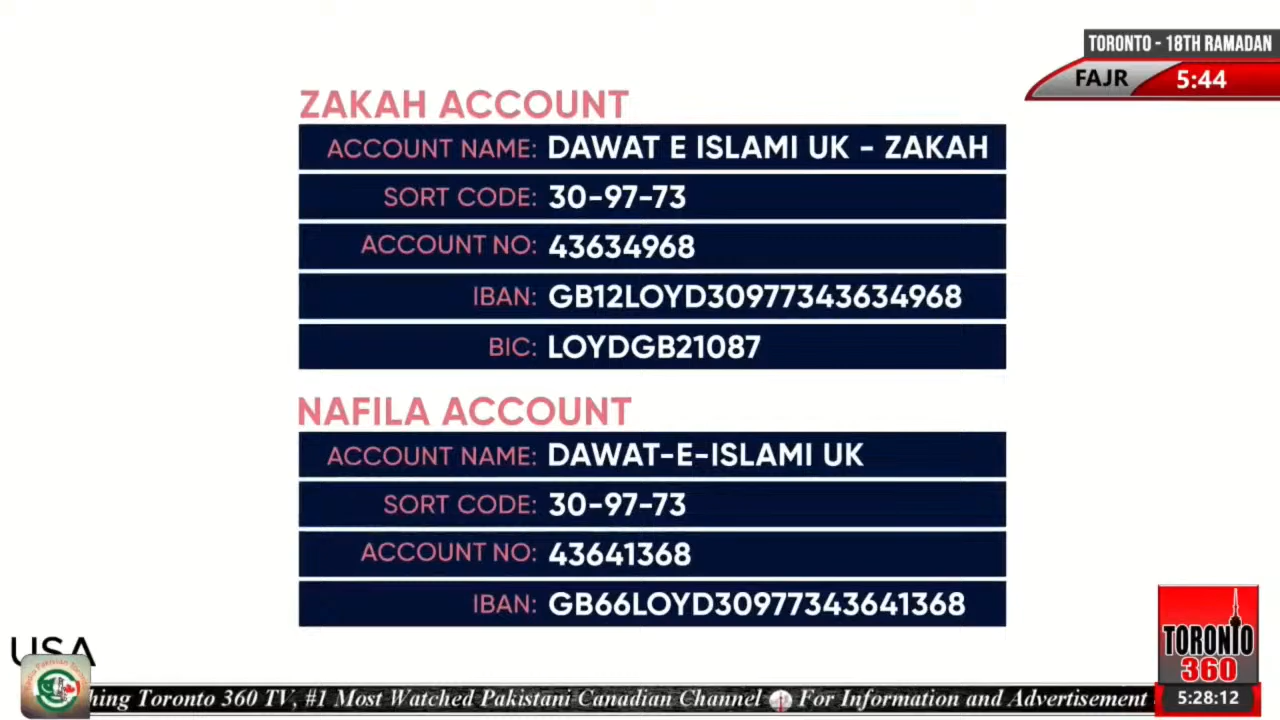 TORONTO - 18TH RAMADAN
FAJR 5:44
ZAKAH ACCOUNT
ACCOUNT NAME: DAWAT E ISLAMI UK - ZAKAH
SORT CODE: 30-97-73
ACCOUNT NO: 43634968
IBAN: GB12LOYD30977343634968
BIC: LOYDGB21087
NAFILA ACCOUNT
ACCOUNT NAME: DAWAT-E-ISLAMI UK
SORT CODE: 30-97-73
ACCOUNT NO: 43641368
IBAN: GB66LOYD30977343641368
USA
TORONTO
360
5:28:12
hing Toronto 360 TV, #1 Most Watched Pakistani Canadian Channel For Information and Advertisement